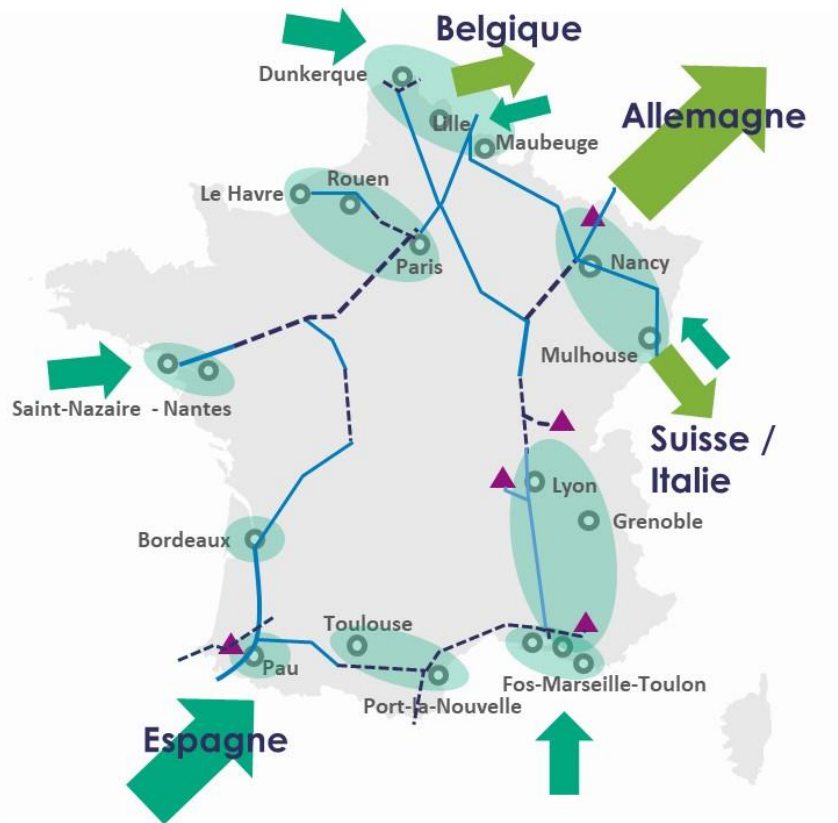 Belgique
Dunkerque
Allemagne
Lille
Maubeuge
Rouen
Le Havre
Paris
Nancy
Mulhouse
Saint-Nazaire - Nantes
Suisse /
Italie
Lyon
Grenoble
Bordeaux
Toulouse
Pau
Port-la-Nouvelle
Fos-Marseille-Toulon
Espagne